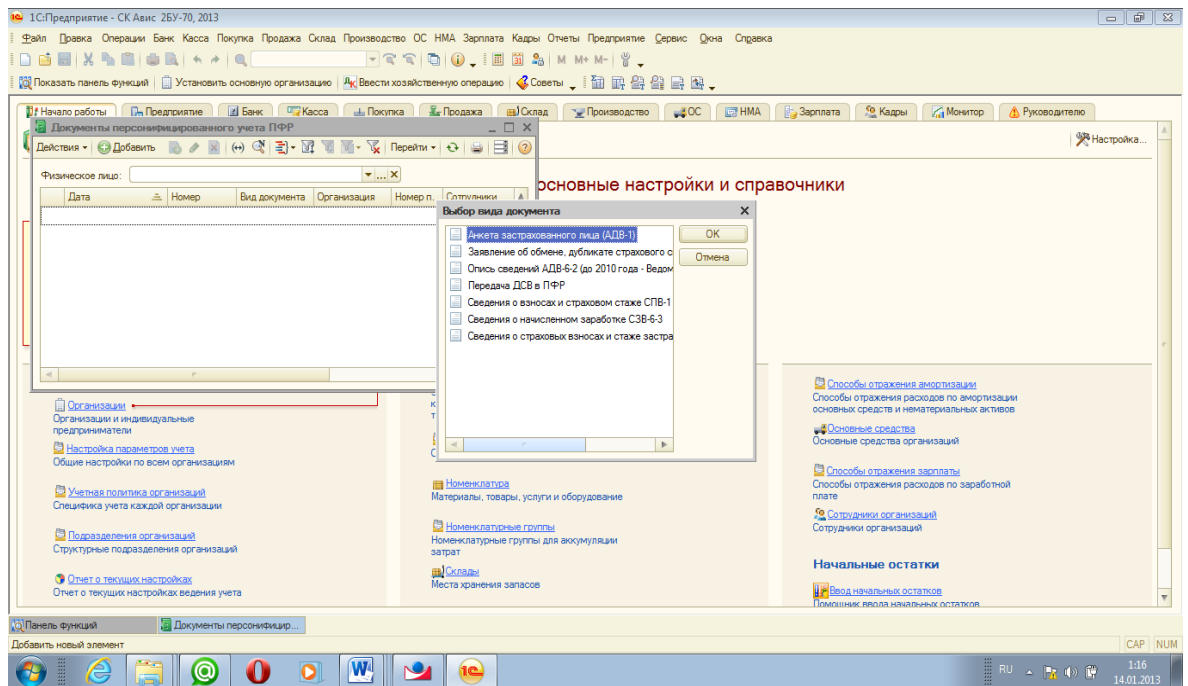 1С:Предприятие - СК Авис 2БУ-70, 2013
Файл Правка Операции Банк Касса Покупка Продажа Склад Производство ОС НМА Зарплата Кадры Отчеты Предприятие Сервис Окна Справка
M M+ M-
Показать панель функций Установить основную организацию Ввести хозяйственную операцию Советы
Начало работы Предприятие Банк Касса Покупка Продажа Склад Производство ОС НМА Зарплата Кадры Монитор Руководителю
Документы персонифицированного учета ПФР
Настройка...
Действия Добавить Перейти
Физическое лицо:
основные настройки и справочники
Дата Номер Вид документа Организация Номер п. Сотрудники
Выбор вида документа
Анкета застрахованного лица (АДВ-1)
OK
Заявление об обмене, дубликате страхового с
Отмена
Опись сведений АДВ-6-2 (до 2010 года - Ведом
Передача ДСВ в ПФР
Сведения о взносах и страховом стаже СПВ-1
Сведения о начисленном заработке СЗВ-6-3
Сведения о страховых взносах и стаже застра
Организации
Организации и индивидуальные
предприниматели
Настройка параметров учета
Общие настройки по всем организациям
Учетная политика организаций
Специфика учета каждой организации
Подразделения организаций
Структурные подразделения организаций
Отчет о текущих настройках
Отчет о текущих настройках ведения учета
Номенклатура
Материалы, товары, услуги и оборудование
Номенклатурные группы
Номенклатурные группы для аккумуляции
затрат
Склады
Места хранения запасов
Способы отражения амортизации
Способы отражения расходов по амортизации
основных средств и нематериальных активов
Основные средства
Основные средства организаций
Способы отражения зарплаты
Способы отражения расходов по заработной
плате
Сотрудники организаций
Сотрудники организаций
Начальные остатки
Ввод начальных остатков
Помощник ввода начальных остатков
Панель функций Документы персонифицир...
Добавить новый элемент
CAP NUM
RU
1:16
14.01.2013